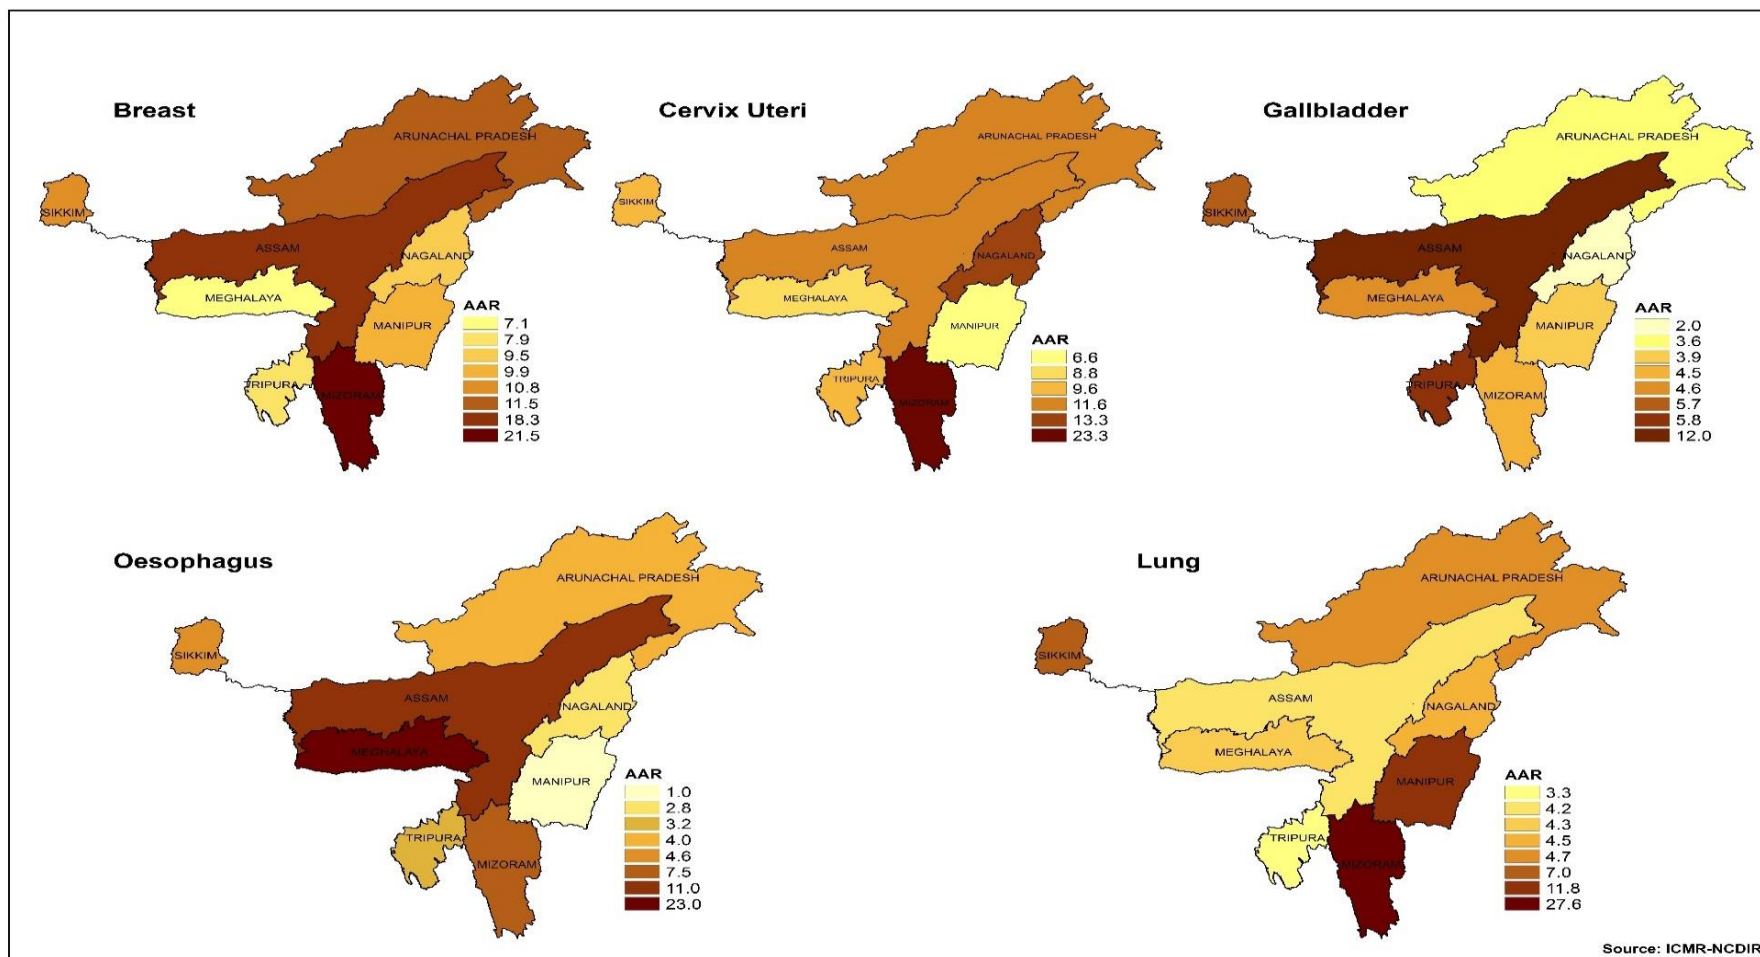 Breast
ARUNACHAL PRADESH
SIKKIM
ASSAM
NAGALAND
MEGHALAYA
MANIPUR
TRIPURA
MIZORAM
AAR
7.1
7.9
9.5
9.9
10.8
11.5
18.3
21.5
Cervix Uteri
ARUNACHAL PRADESH
SIKKIM
ASSAM
NAGALAND
MEGHALAYA
MANIPUR
TRIPURA
MIZORAM
AAR
6.6
8.8
9.6
11.6
13.3
23.3
Gallbladder
ARUNACHAL PRADESH
SIKKIM
ASSAM
NAGALAND
MEGHALAYA
MANIPUR
TRIPURA
MIZORAM
AAR
2.0
3.6
3.9
4.5
4.6
5.7
5.8
12.0
Oesophagus
ARUNACHAL PRADESH
SIKKIM
ASSAM
NAGALAND
MEGHALAYA
MANIPUR
TRIPURA
MIZORAM
AAR
1.0
2.8
3.2
4.0
4.6
7.5
11.0
23.0
Lung
ARUNACHAL PRADESH
SIKKIM
ASSAM
NAGALAND
MEGHALAYA
MANIPUR
TRIPURA
MIZORAM
AAR
3.3
4.2
4.3
4.5
4.7
7.0
11.8
27.6
Source: ICMR-NCDIR